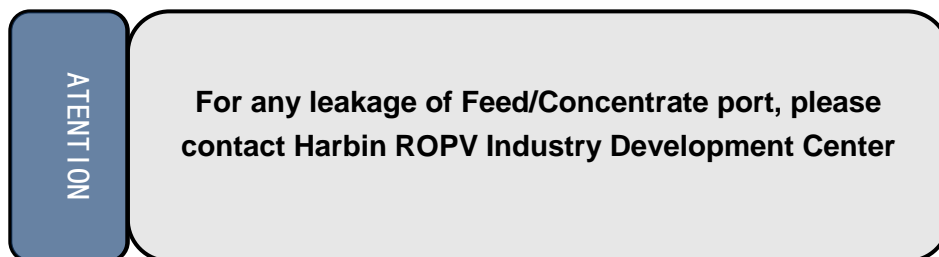 ATENTION
For any leakage of Feed/Concentrate port, please
contact Harbin ROPV Industry Development Center